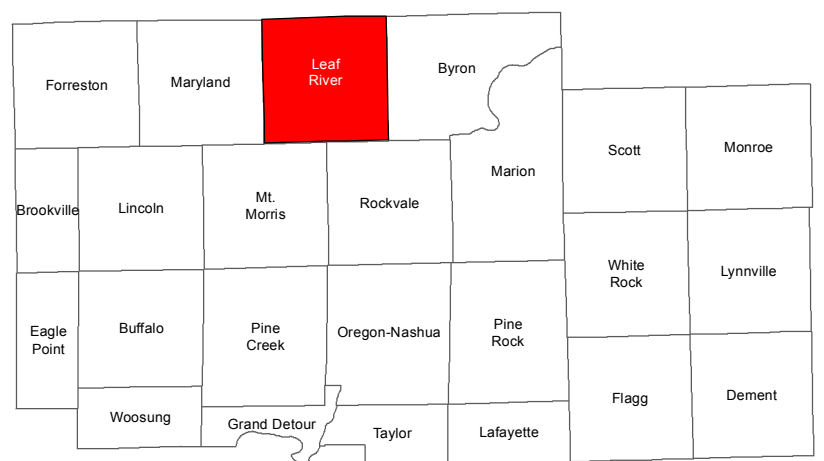 Forreston
Maryland
Leaf
River
Byron
Scott
Monroe
Brookville
Lincoln
Mt.
Morris
Rockvale
Marion
White
Rock
Lynnville
Eagle
Point
Buffalo
Pine
Creek
Oregon-Nashua
Pine
Rock
Flagg
Dement
Woosung
Grand Detour
Taylor
Lafayette